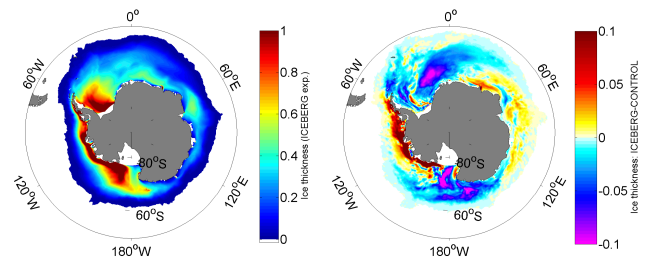 0°
60°W
60°E
120°W
120°E
180°W
80°S
60°S
1
0.8
0.6
0.4
0.2
0
Ice thickness (ICEBERG exp.)
0°
60°W
60°E
120°W
120°E
180°W
80°S
60°S
0.1
0.05
0
-0.05
-0.1
Ice thickness: ICEBERG-CONTROL